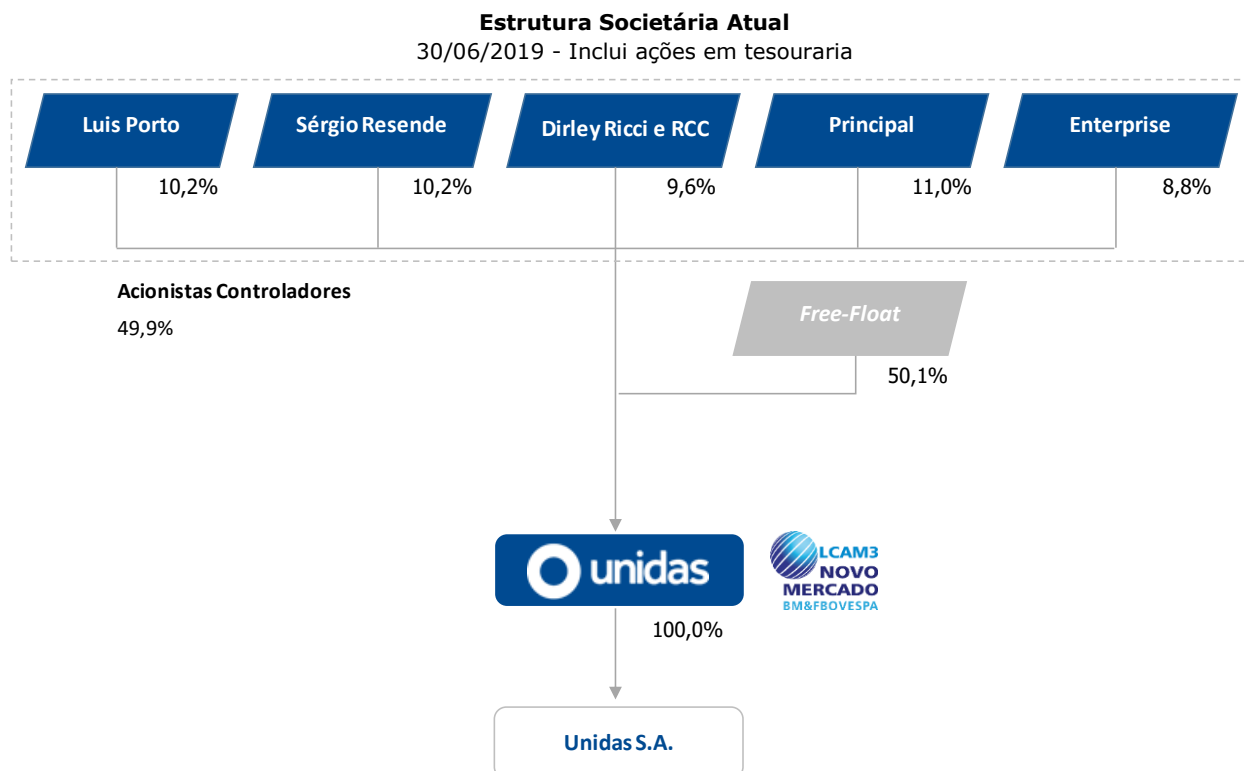 Estrutura Societária Atual
30/06/2019 - Inclui ações em tesouraria
Luis Porto
Sérgio Resende
Dirley Ricci e RCC
Principal
Enterprise
10,2%
10,2%
9,6%
11,0%
8,8%
Acionistas Controladores
49,9%
Free-Float
50,1%
unidas
LCAM3
NOVO
MERCADO
BM&FBOVESPA
100,0%
Unidas S.A.